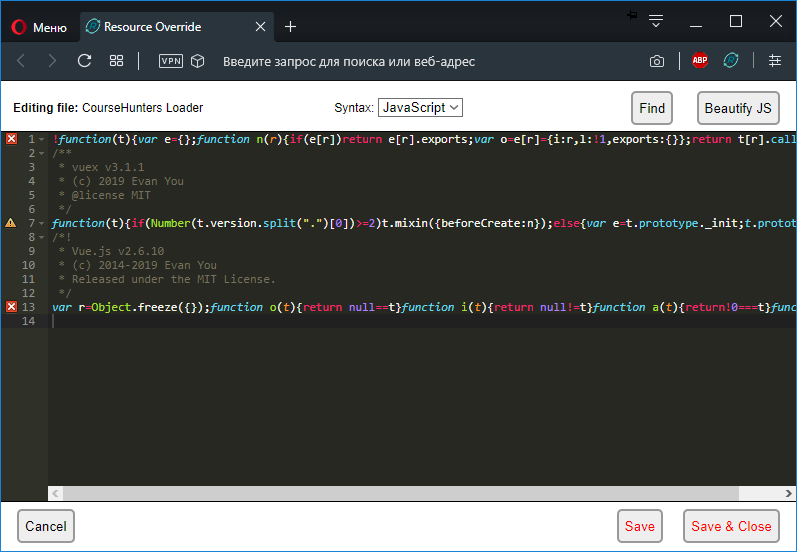 Меню
Resource Override
VPN
Введите запрос для поиска или веб-адрес
ABP
Editing file: CourseHunters Loader
Syntax: JavaScript
Find
Beautify JS
1 !function(t){var e={};function n(r){if(e[r])return e[r].exports;var o=e[r]={i:r,l:!1,exports:{}};return t[r].call
2 /**
3  * vuex v3.1.1
4  * (c) 2019 Evan You
5  * @license MIT
6  */
7 function(t){if(Number(t.version.split(".")[0])>=2)t.mixin({beforeCreate:n});else{var e=t.prototype._init;t.protot
8 /*!
9  * Vue.js v2.6.10
10  * (c) 2014-2019 Evan You
11  * Released under the MIT License.
12  */
13 var r=Object.freeze({});function o(t){return null==t}function i(t){return null!=t}function a(t){return!0===t}func
14
Cancel
Save
Save & Close